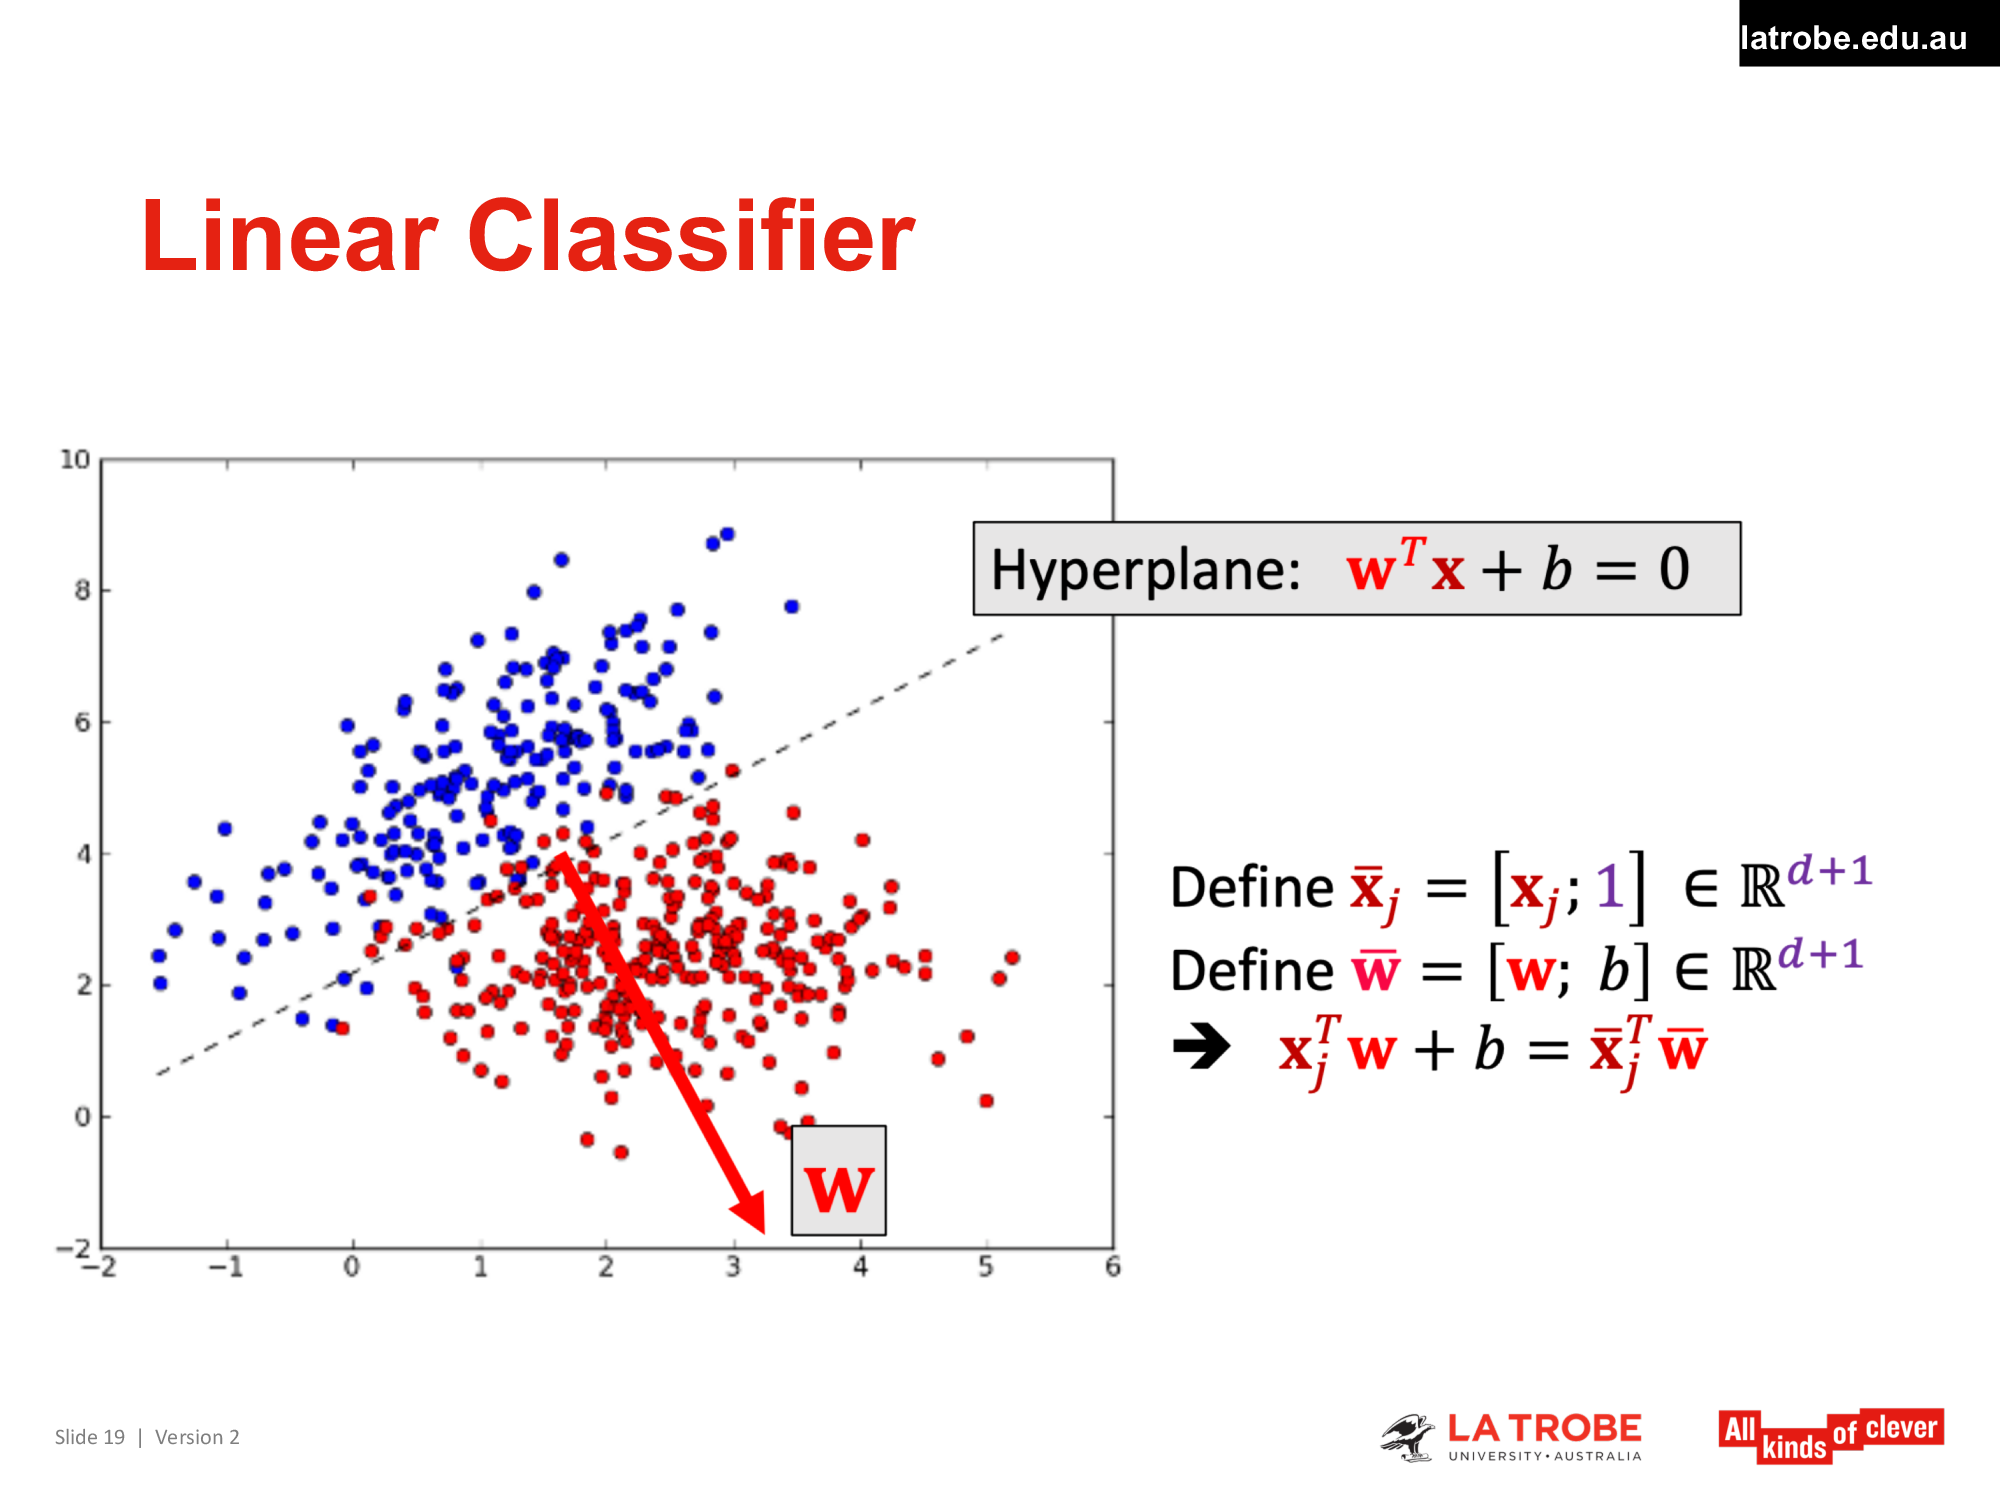 latrobe.edu.au
Linear Classifier
10
8
6
4
2
0
−2
−2 −1 0 1 2 3 4 5 6
Hyperplane: 𝐰ᵀ𝐱 + b = 0
w
Define x̄ⱼ = [xⱼ; 1] ∈ ℝᵈ⁺¹
Define w̄ = [w; b] ∈ ℝᵈ⁺¹
➔ xⱼᵀw + b = x̄ⱼᵀw̄
Slide 19 | Version 2
LA TROBE
UNIVERSITY • AUSTRALIA
All kinds of clever